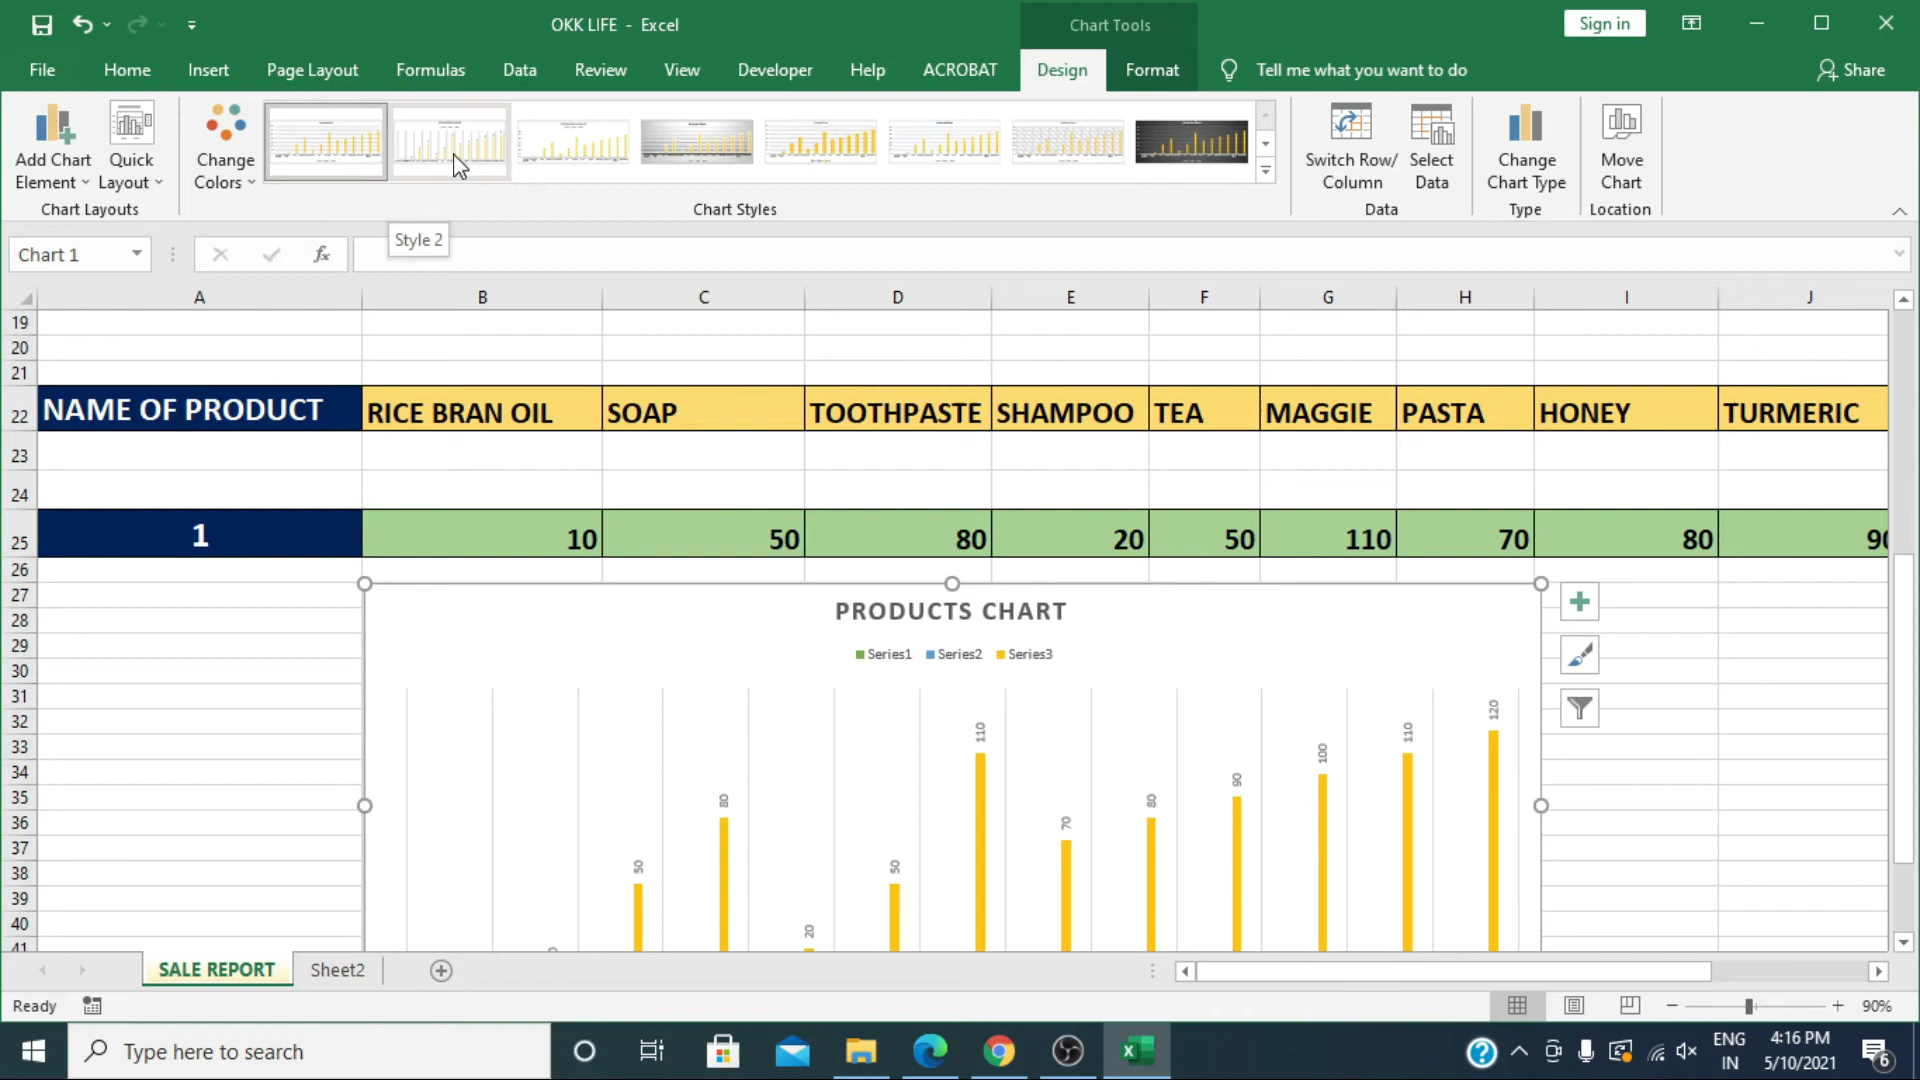 OKK LIFE - Excel
Chart Tools
Sign in
File Home Insert Page Layout Formulas Data Review View Developer Help ACROBAT Design Format Tell me what you want to do Share
Add Chart Element
Quick Layout
Change Colors
Switch Row/ Column
Select Data
Change Chart Type
Move Chart
Chart Layouts Chart Styles Data Type Location
Style 2
Chart 1 fx
A B C D E F G H I J
19
20
21
22 NAME OF PRODUCT RICE BRAN OIL SOAP TOOTHPASTE SHAMPOO TEA MAGGIE PASTA HONEY TURMERIC
23
24
25 1 10 50 80 20 50 110 70 80
26
27
28
29
30
31
32
33
34
35
36
37
38
39
40
41
PRODUCTS CHART
Series1 Series2 Series3
50 80 20 50 110 70 80 90 100 110 120
SALE REPORT Sheet2
Ready 90%
Type here to search
ENG
IN
4:16 PM
5/10/2021
6